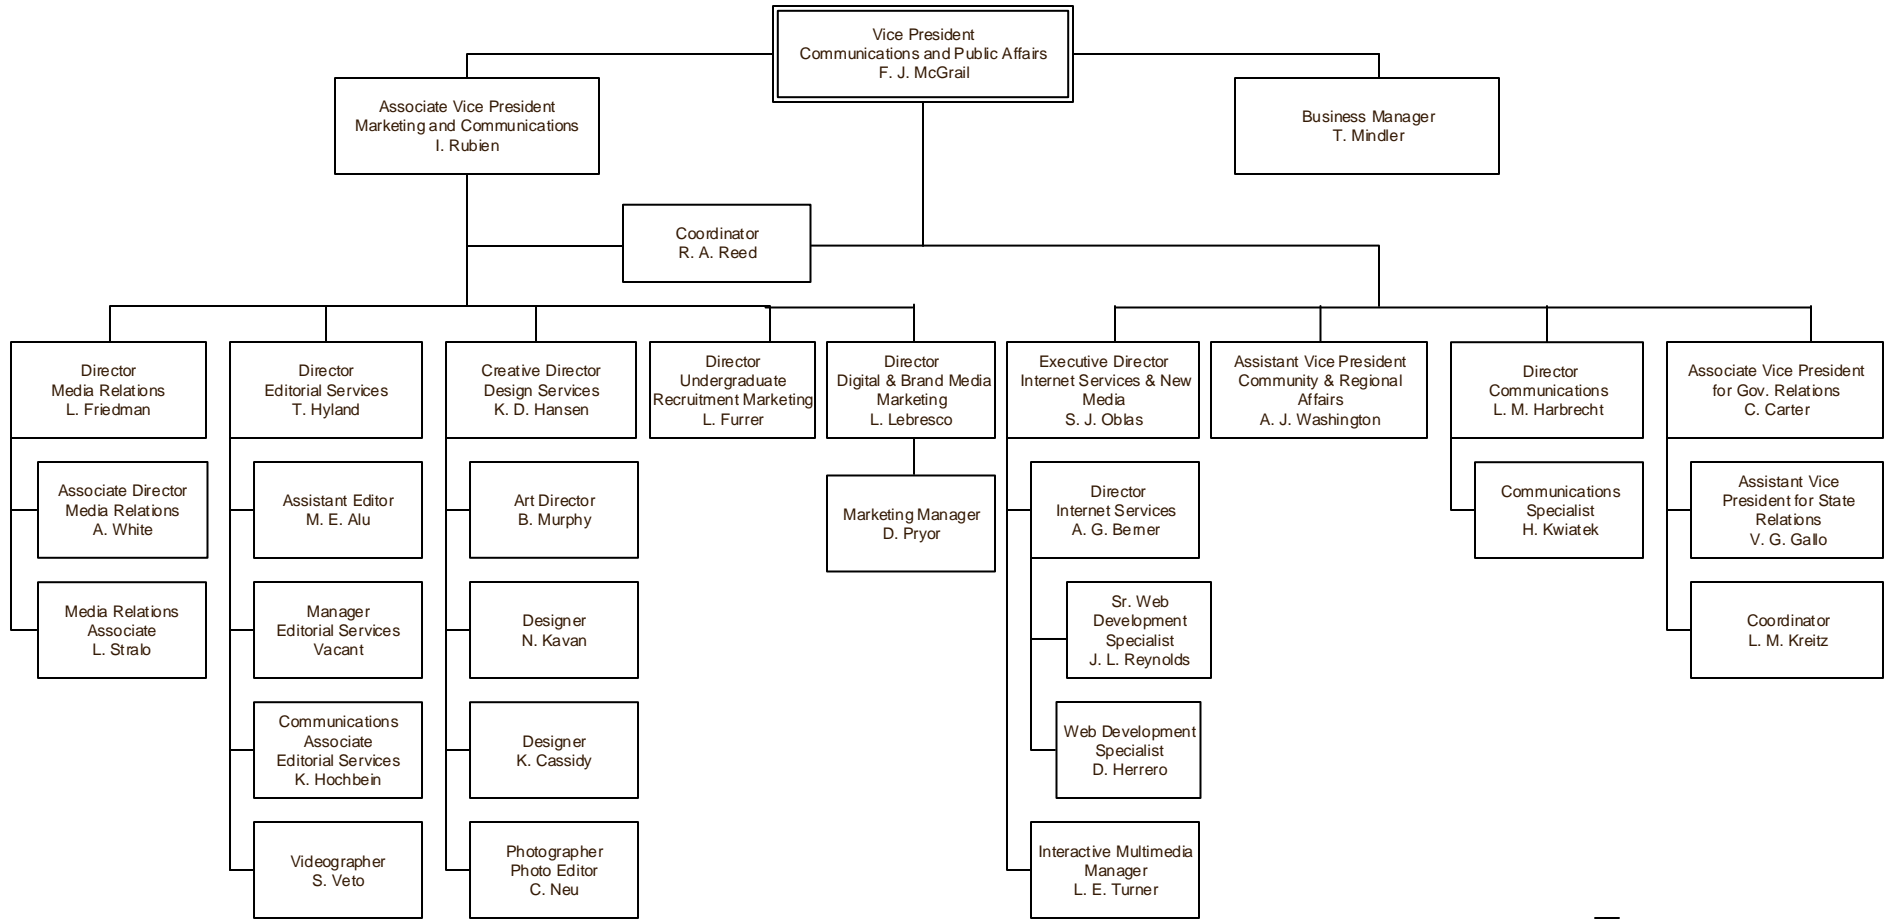 Vice President
Communications and Public Affairs
F. J. McGrail
Associate Vice President
Marketing and Communications
I. Rubien
Business Manager
T. Mindler
Coordinator
R. A. Reed
Director
Media Relations
L. Friedman
Director
Editorial Services
T. Hyland
Creative Director
Design Services
K. D. Hansen
Director
Undergraduate
Recruitment Marketing
L. Furrer
Director
Digital & Brand Media
Marketing
L. Lebresco
Executive Director
Internet Services & New
Media
S. J. Oblas
Assistant Vice President
Community & Regional
Affairs
A. J. Washington
Director
Communications
L. M. Harbrecht
Associate Vice President
for Gov. Relations
C. Carter
Associate Director
Media Relations
A. White
Assistant Editor
M. E. Alu
Art Director
B. Murphy
Marketing Manager
D. Pryor
Director
Internet Services
A. G. Berner
Communications
Specialist
H. Kwiatek
Assistant Vice
President for State
Relations
V. G. Gallo
Media Relations
Associate
L. Stralo
Manager
Editorial Services
Vacant
Designer
N. Kavan
Sr. Web
Development
Specialist
J. L. Reynolds
Coordinator
L. M. Kreitz
Communications
Associate
Editorial Services
K. Hochbein
Designer
K. Cassidy
Web Development
Specialist
D. Herrero
Videographer
S. Veto
Photographer
Photo Editor
C. Neu
Interactive Multimedia
Manager
L. E. Turner